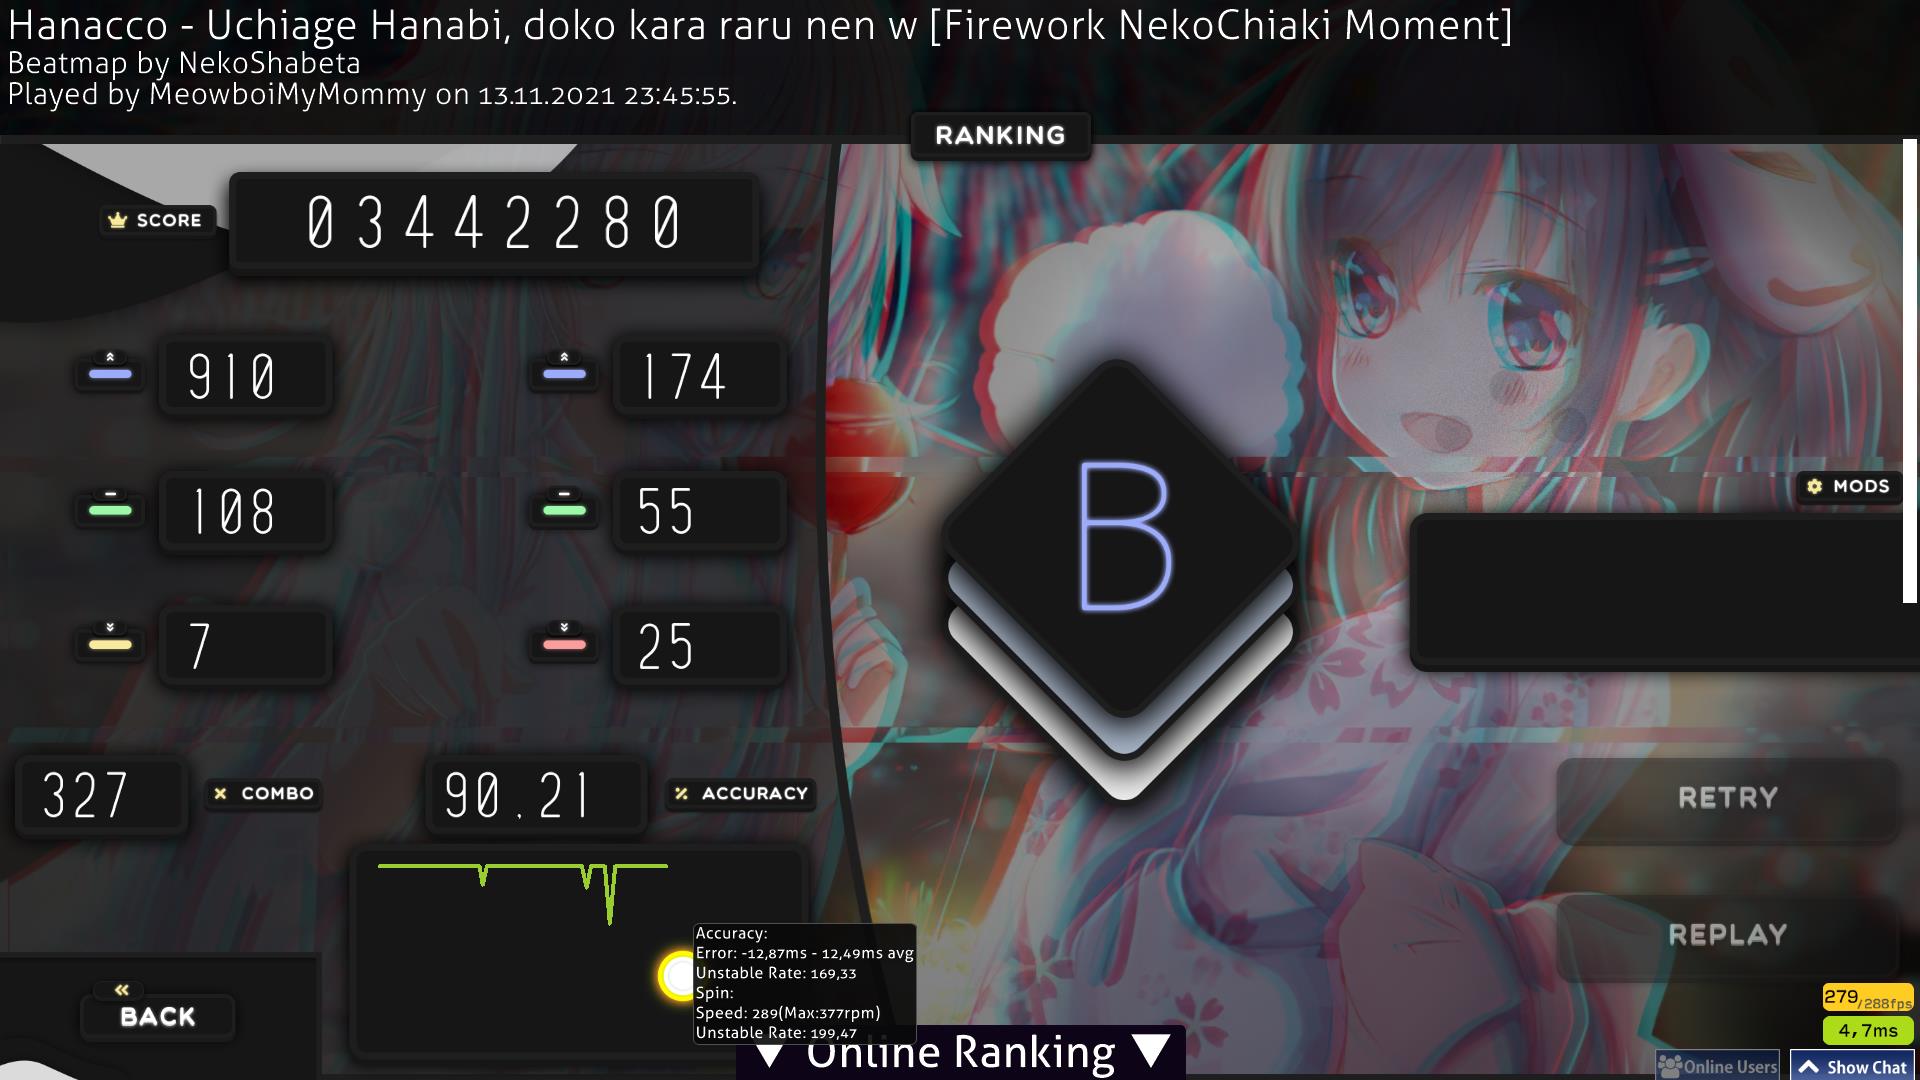 Hanacco - Uchiage Hanabi, doko kara raru nen w [Firework NekoChiaki Moment]
Beatmap by NekoShabeta
Played by MeowboiMyMommy on 13.11.2021 23:45:55.
RANKING
SCORE
03442280
910
174
108
55
7
25
B
MODS
327
COMBO
90.21
ACCURACY
RETRY
REPLAY
Accuracy:
Error: -12,87ms - 12,49ms avg
Unstable Rate: 169,33
Spin:
Speed: 289(Max:377rpm)
Unstable Rate: 199,47
BACK
▼ Online Ranking ▼
279/288fps
4,7ms
Online Users
Show Chat